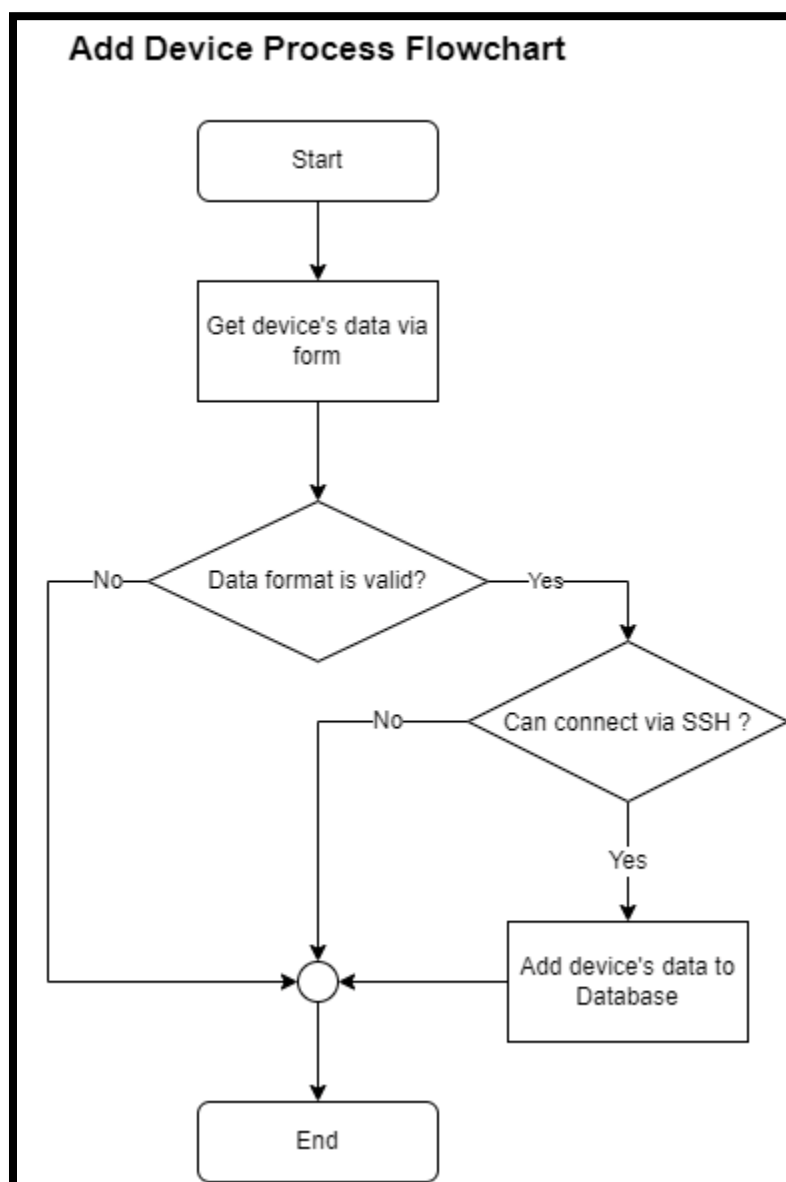 Add Device Process Flowchart
Start
Get device's data via
form
Data format is valid?
No
Yes
Can connect via SSH ?
No
Yes
Add device's data to
Database
End